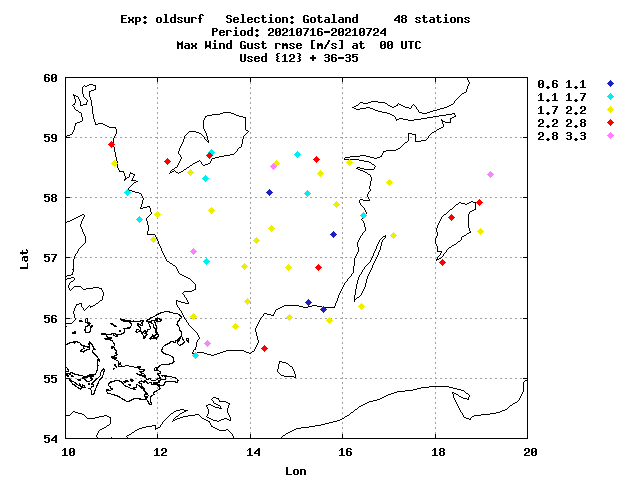 Exp: oldsurf   Selection: Gotaland     48 stations
Period: 20210716-20210724
Max Wind Gust rmse [m/s] at  00 UTC
Used {12} + 36-35
60
59
58
57
56
55
54
Lat
10 12 14 16 18 20
Lon
0.6 1.1
1.1 1.7
1.7 2.2
2.2 2.8
2.8 3.3